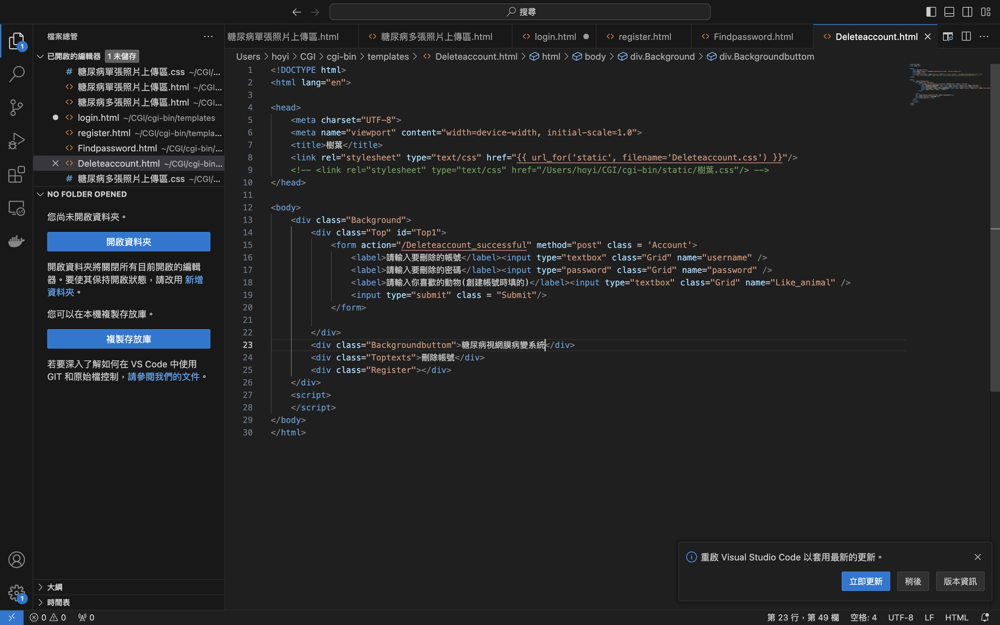 搜尋
檔案總管
糖尿病單張照片上傳區.html
糖尿病多張照片上傳區.html
login.html
register.html
Findpassword.html
Deleteaccount.html
1
已開啟的編輯器 1 未儲存
# 糖尿病單張照片上傳區.css ~/CGI/...
糖尿病單張照片上傳區.html ~/CGI...
糖尿病多張照片上傳區.html ~/CGI...
login.html ~/CGI/cgi-bin/templates
register.html ~/CGI/cgi-bin/templa...
Findpassword.html ~/CGI/cgi-bin/...
Deleteaccount.html ~/CGI/cgi-bin...
# 糖尿病多張照片上傳區.css ~/CGI/...
NO FOLDER OPENED
您尚未開啟資料夾。
開啟資料夾
開啟資料夾將關閉所有目前開啟的編輯
器。要使其保持開啟狀態，請改用 新增
資料夾。
您可以在本機複製存放庫。
複製存放庫
若要深入了解如何在 VS Code 中使用
GIT 和原始檔控制，請參閱我們的文件。
大綱
時間表
1
Users > hoyi > CGI > cgi-bin > templates > Deleteaccount.html > html > body > div.Background > div.Backgroundbuttom
1 <!DOCTYPE html>
2 <html lang="en">
3
4 <head>
5 <meta charset="UTF-8">
6 <meta name="viewport" content="width=device-width, initial-scale=1.0">
7 <title>樹葉</title>
8 <link rel="stylesheet" type="text/css" href="{{ url_for('static', filename='Deleteaccount.css') }}"/>
9 <!-- <link rel="stylesheet" type="text/css" href="/Users/hoyi/CGI/cgi-bin/static/樹葉.css"/> -->
10 </head>
11
12 <body>
13 <div class="Background">
14 <div class="Top" id="Top1">
15 <form action="/Deleteaccount_successful" method="post" class = 'Account'>
16 <label>請輸入要刪除的帳號</label><input type="textbox" class="Grid" name="username" />
17 <label>請輸入要刪除的密碼</label><input type="password" class="Grid" name="password" />
18 <label>請輸入你喜歡的動物(創建帳號時填的)</label><input type="textbox" class="Grid" name="Like_animal" />
19 <input type="submit" class = "Submit"/>
20 </form>
21
22 </div>
23 <div class="Backgroundbuttom">糖尿病視網膜病變系統</div>
24 <div class="Toptexts">刪除帳號</div>
25 <div class="Register"></div>
26 </div>
27 <script>
28 </script>
29 </body>
30 </html>
重啟 Visual Studio Code 以套用最新的更新。
立即更新
稍後
版本資訊
0 0 0
第 23 行，第 49 欄
空格: 4
UTF-8
LF
HTML